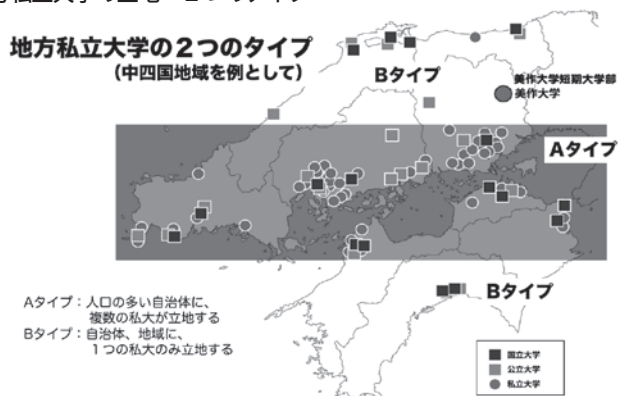 地方私立大学の２つのタイプ
(中四国地域を例として)
Bタイプ
美作大学短期大学部
美作大学
Aタイプ
Bタイプ
Aタイプ：人口の多い自治体に、
複数の私大が立地する
Bタイプ：自治体、地域に、
１つの私大のみ立地する
国立大学
公立大学
私立大学